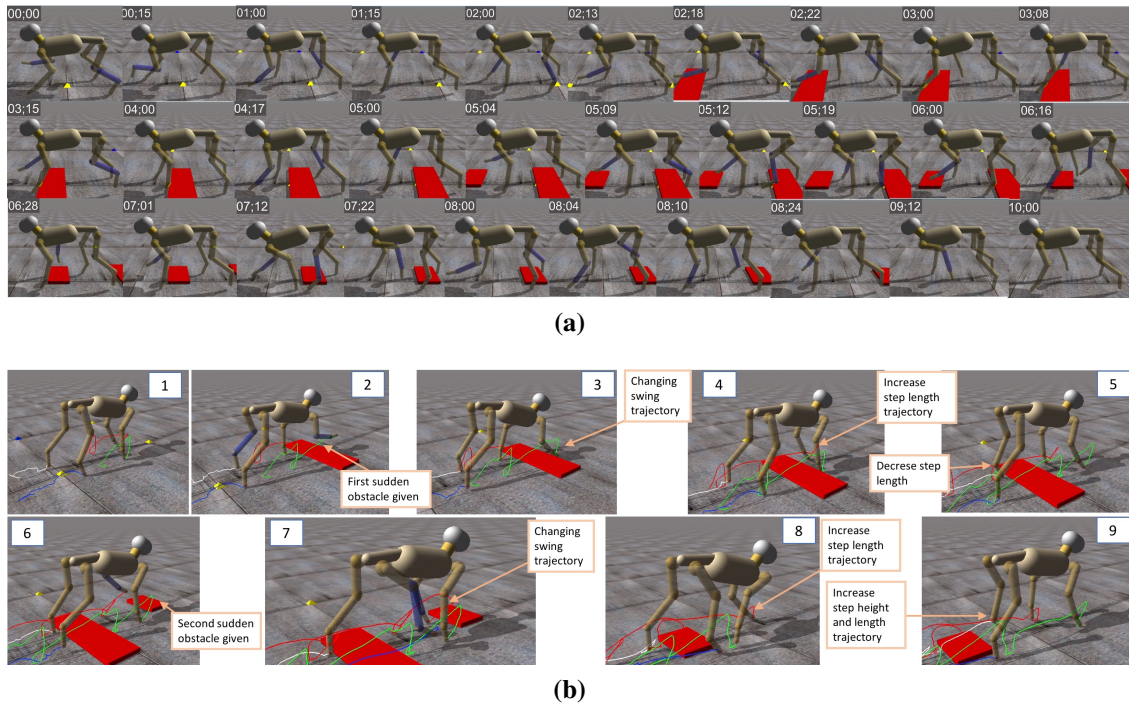 00;00 00;15 01;00 01;15 02;00 02;13 02;18 02;22 03;00 03;08
03;15 04;00 04;17 05;00 05;04 05;09 05;12 05;19 06;00 06;16
06;28 07;01 07;12 07;22 08;00 08;04 08;10 08;24 09;12 10;00
(a)
1 2 3 4 5
Changing
swing
trajectory
Increase
step length
trajectory
First sudden
obstacle given
Decrese step
length
6 7 8 9
Changing
swing
trajectory
Increase
step length
trajectory
Second sudden
obstacle given
Increase
step height
and length
trajectory
(b)